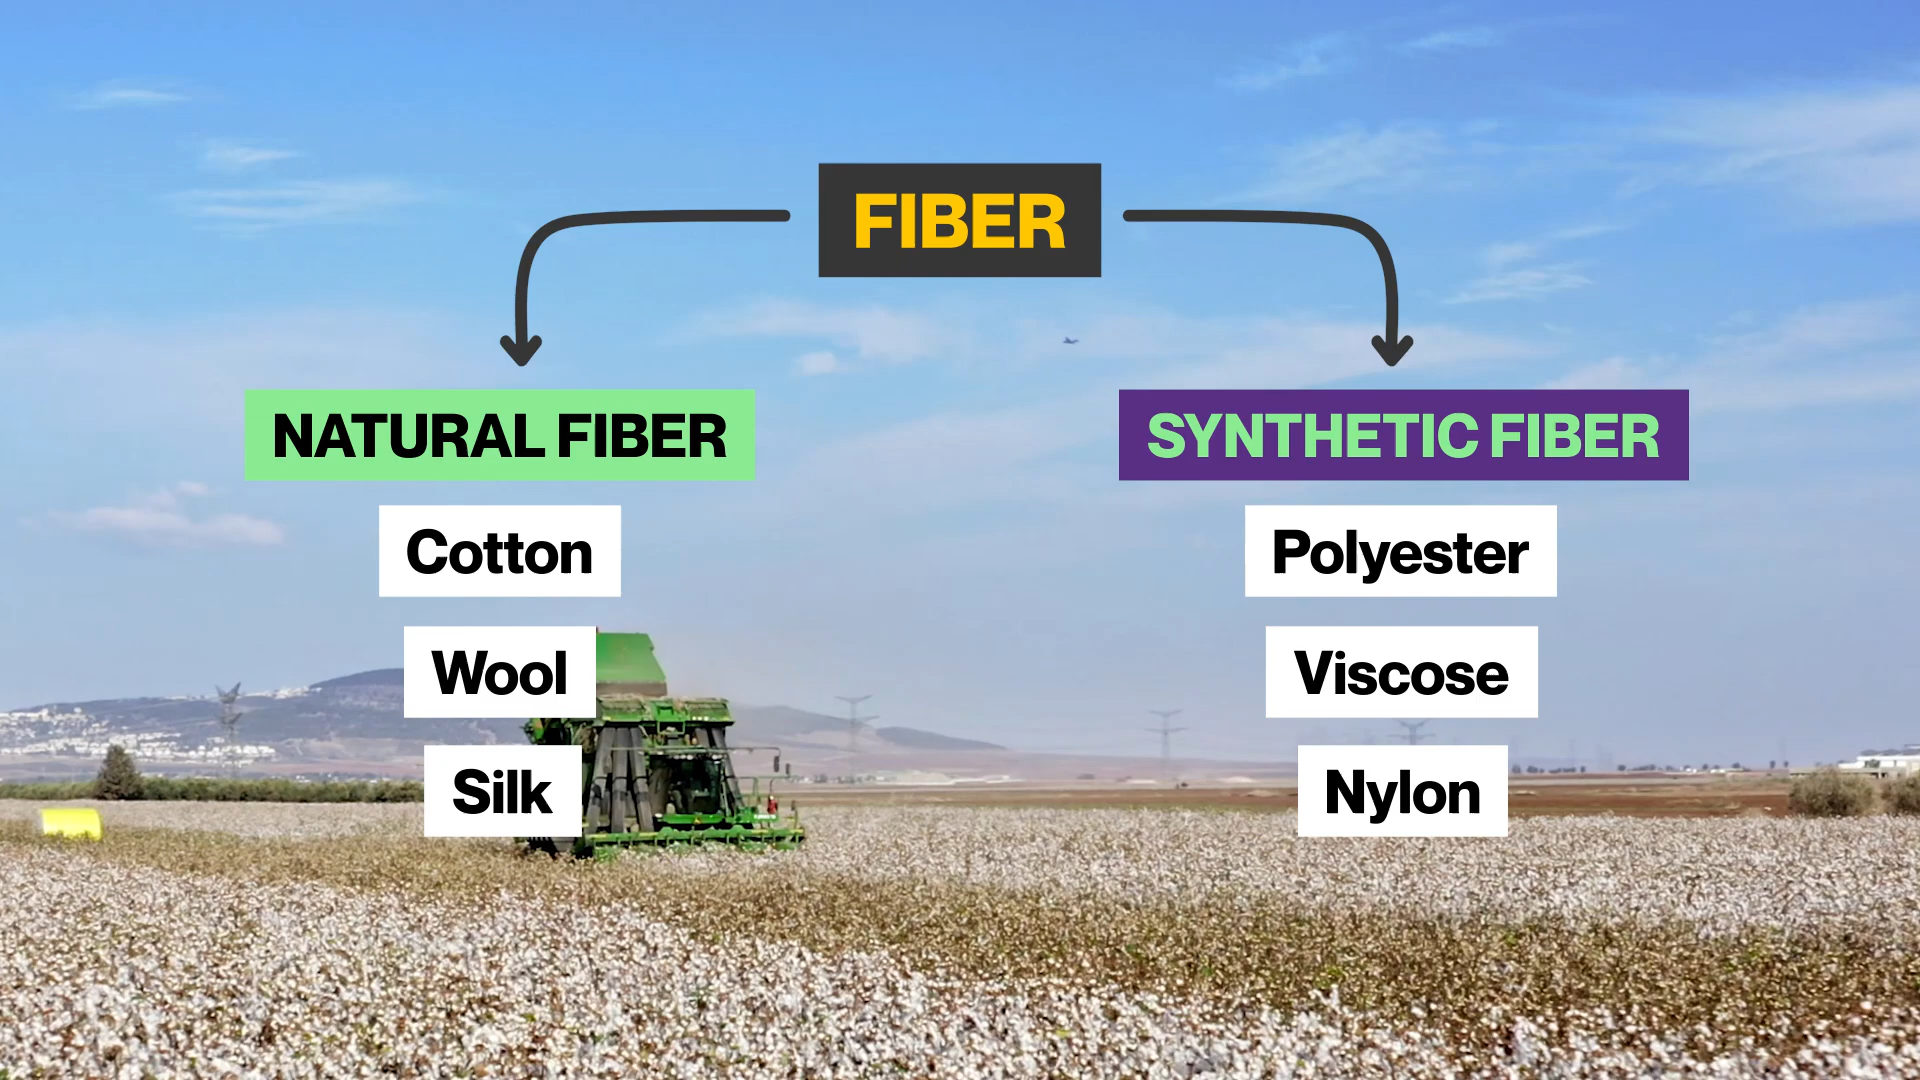 FIBER
NATURAL FIBER
Cotton
Wool
Silk
SYNTHETIC FIBER
Polyester
Viscose
Nylon